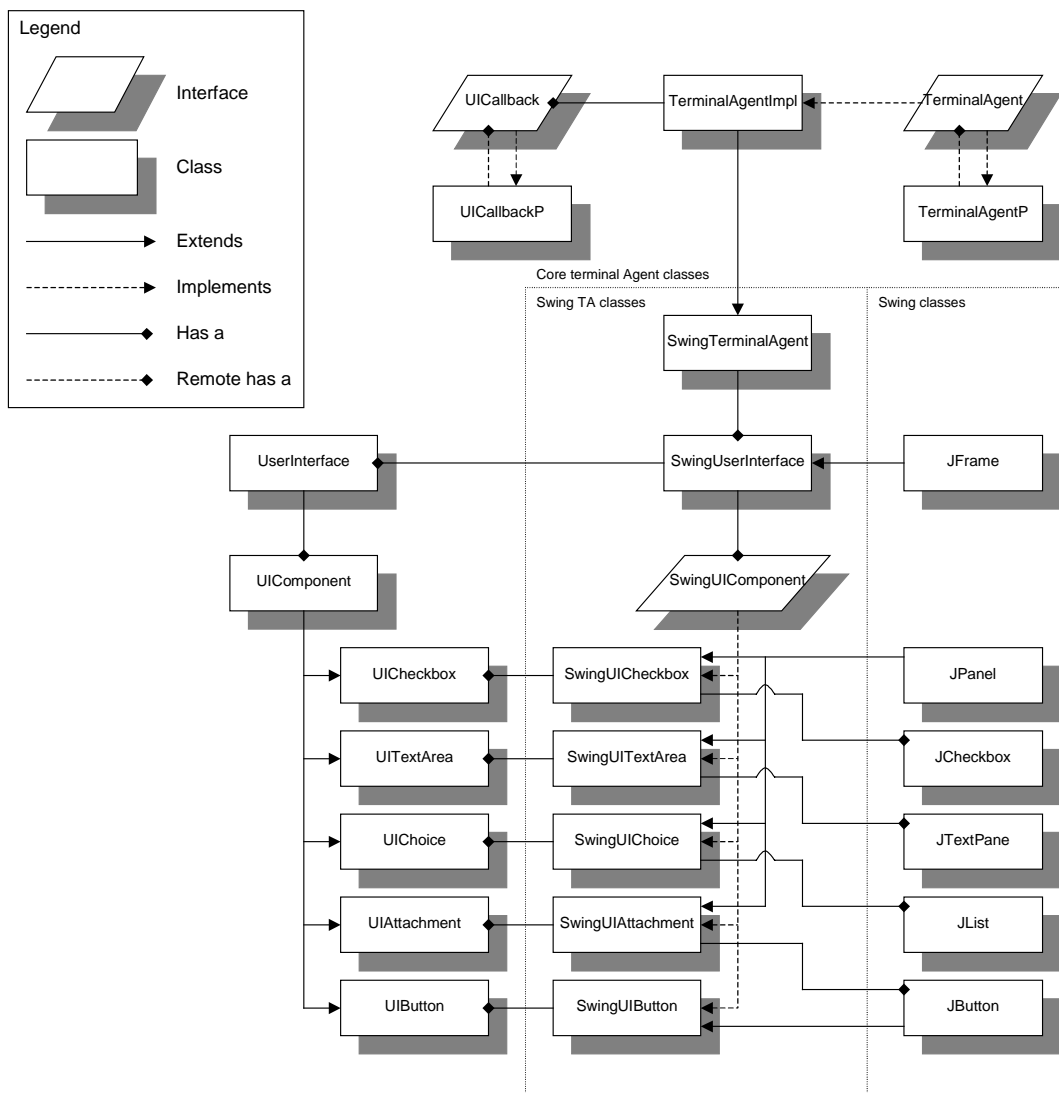 Legend
Interface
Class
Extends
Implements
Has a
Remote has a
UICallback
TerminalAgentImpl
TerminalAgent
UICallbackP
TerminalAgentP
Core terminal Agent classes
Swing TA classes
Swing classes
SwingTerminalAgent
UserInterface
SwingUserInterface
JFrame
UIComponent
SwingUIComponent
UICheckbox
SwingUICheckbox
JPanel
UITextArea
SwingUITextArea
JCheckbox
UIChoice
SwingUIChoice
JTextPane
UIAttachment
SwingUIAttachment
JList
UIButton
SwingUIButton
JButton